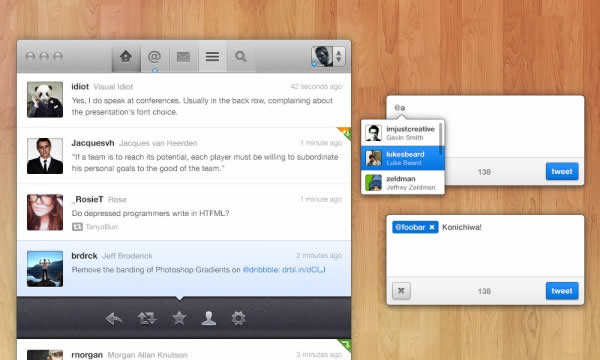 @
idiot Visual Idiot 42 seconds ago
Yes, I do speak at conferences. Usually in the back row, complaining about
the presentation's font choice.
Jacquesvh Jacques van Heerden 1 minute ago
"If a team is to reach its potential, each player must be willing to subordinate
his personal goals to the good of the team."
_RosieT Rose 1 minute ago
Do depressed programmers write in HTFML?
TanyaBurr
brdrck Jeff Broderick 2 minutes ago
Remove the banding of Photoshop Gradients on @dribbble: drbl.in/dCLJ
rnorgan Morgan Allan Knutson 2 minutes ago
@a
imjustcreative
Gavin Smith
lukesbeard
Luke Beard
zeldman
Jeffrey Zeldman
138 tweet
@foobar Konichiwa!
138 tweet